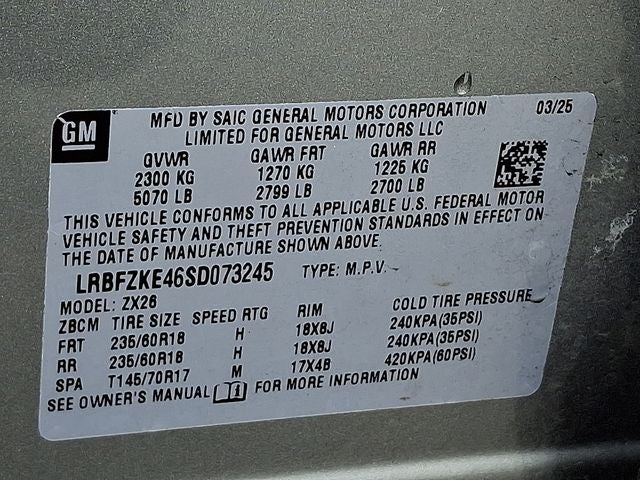 GM
MFD BY SAIC GENERAL MOTORS CORPORATION 03/25
LIMITED FOR GENERAL MOTORS LLC
GVWR GAWR FRT GAWR RR
2300 KG 1270 KG 1225 KG
5070 LB 2799 LB 2700 LB
THIS VEHICLE CONFORMS TO ALL APPLICABLE U.S. FEDERAL MOTOR
VEHICLE SAFETY AND THEFT PREVENTION STANDARDS IN EFFECT ON
THE DATE OF MANUFACTURE SHOWN ABOVE.
LRBFZKE46SD073245 TYPE: M.P.V.
MODEL: ZX26
ZBCM TIRE SIZE SPEED RTG RIM COLD TIRE PRESSURE
FRT 235/60R18 H 18X8J 240KPA(35PSI)
RR 235/60R18 H 18X8J 240KPA(35PSI)
SPA T145/70R17 M 17X4B 420KPA(60PSI)
SEE OWNER'S MANUAL FOR MORE INFORMATION